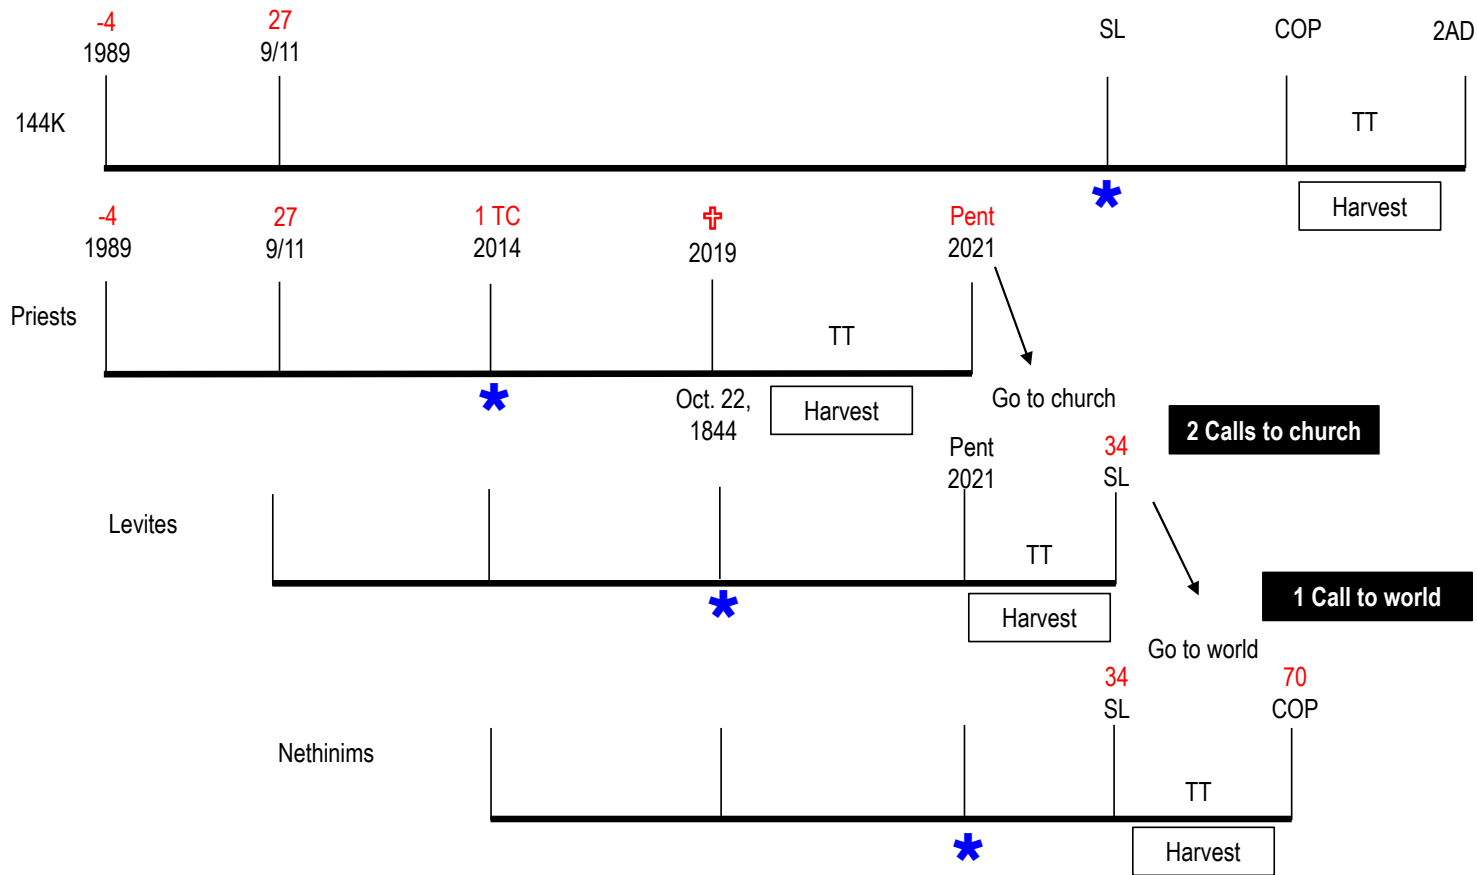 -4
1989
27
9/11
SL
COP
2AD
144K
TT
Harvest
-4
1989
27
9/11
1 TC
2014
2019
Pent
2021
Priests
TT
Oct. 22,
1844
Harvest
Go to church
2 Calls to church
Pent
2021
34
SL
Levites
TT
Harvest
1 Call to world
Go to world
34
SL
70
COP
Nethinims
TT
Harvest